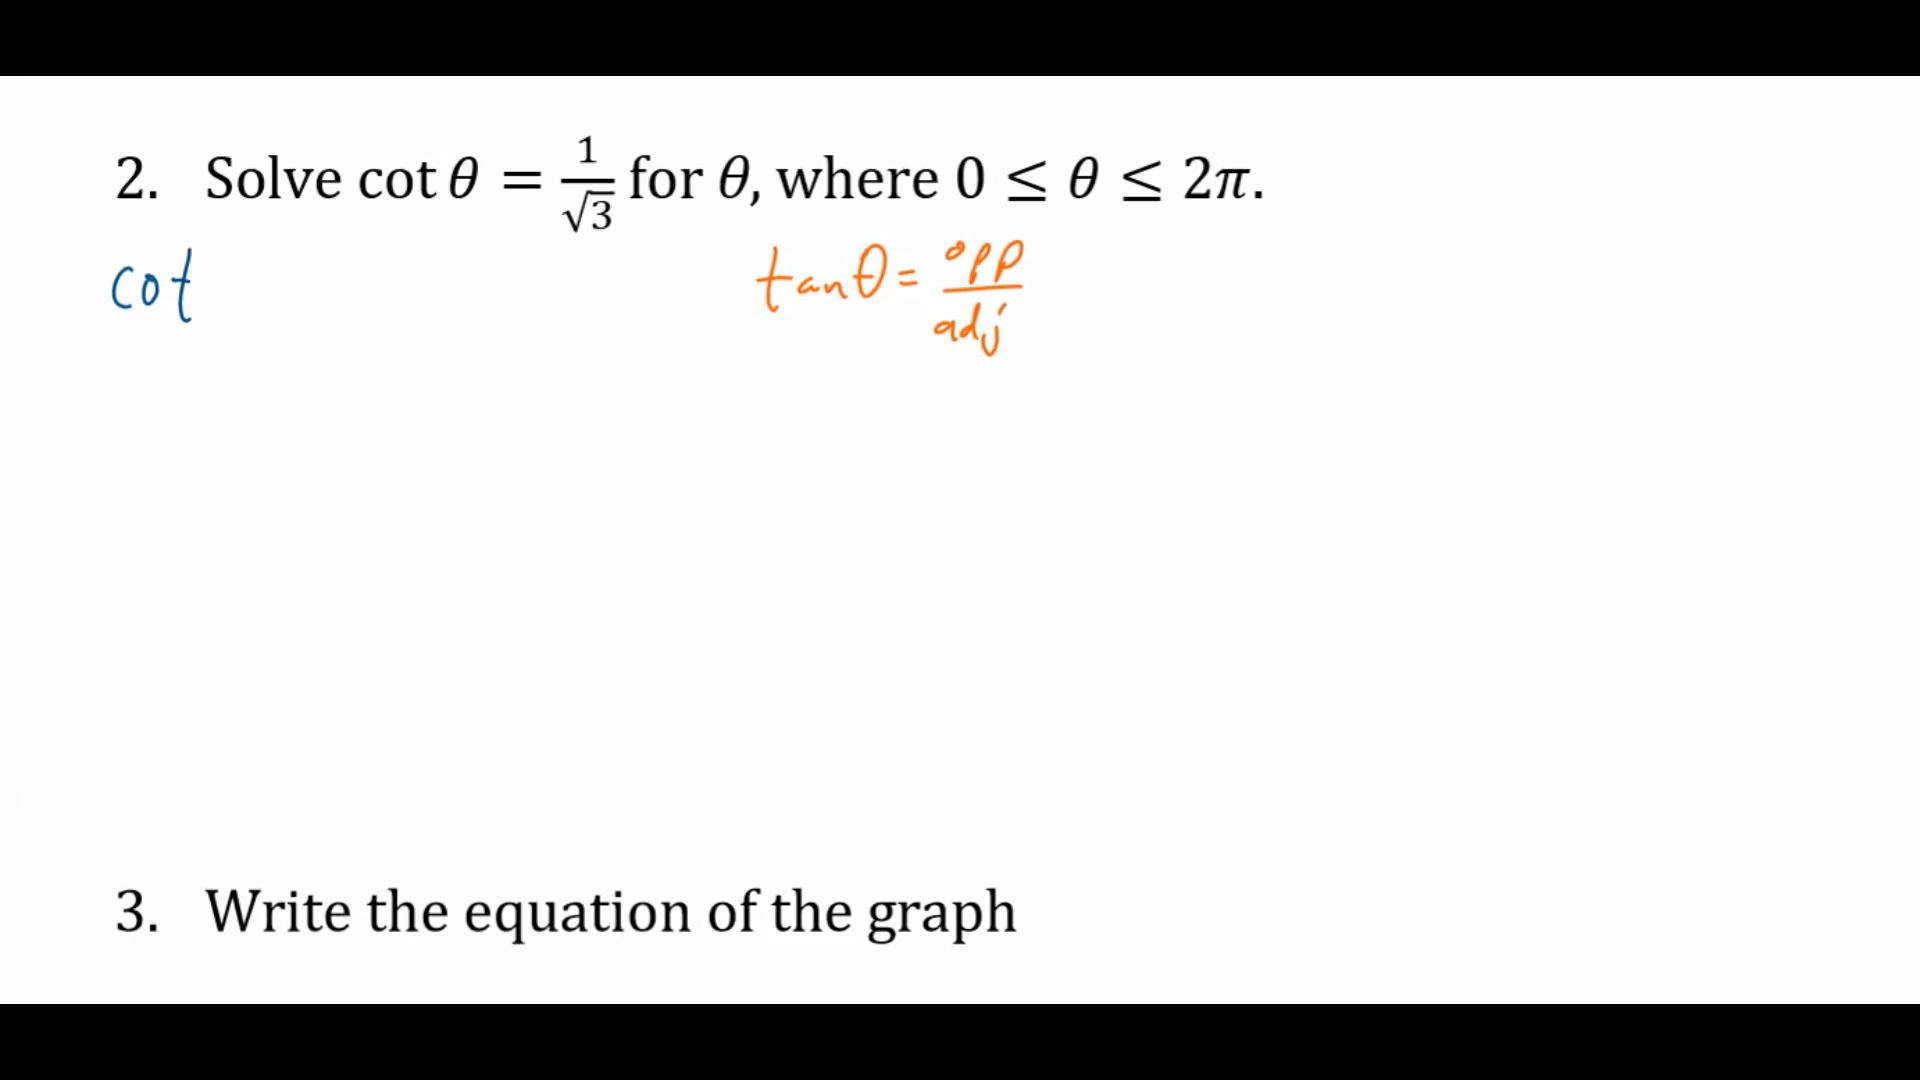 2. Solve cot θ = 1/√3 for θ, where 0 ≤ θ ≤ 2π.
cot tanθ = opp/adj
3. Write the equation of the graph